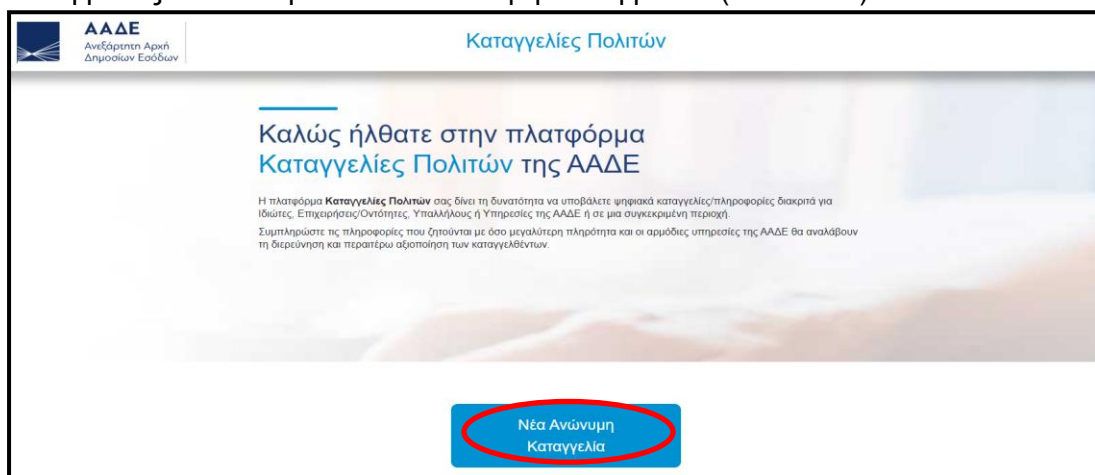 ΑΑΔΕ
Ανεξάρτητη Αρχή
Δημοσίων Εσόδων
Καταγγελίες Πολιτών
Καλώς ήλθατε στην πλατφόρμα
Καταγγελίες Πολιτών της ΑΑΔΕ
Η πλατφόρμα Καταγγελίες Πολιτών σας δίνει τη δυνατότητα να υποβάλετε ψηφιακά καταγγελίες/πληροφορίες διακριτά για
Ιδιώτες, Επιχειρήσεις/Οντότητες, Υπαλλήλους ή Υπηρεσίες της ΑΑΔΕ ή σε μια συγκεκριμένη περιοχή.
Συμπληρώστε τις πληροφορίες που ζητούνται με όσο μεγαλύτερη πληρότητα και οι αρμόδιες υπηρεσίες της ΑΑΔΕ θα αναλάβουν
τη διερεύνηση και περαιτέρω αξιοποίηση των καταγγελθέντων.
Νέα Ανώνυμη
Καταγγελία